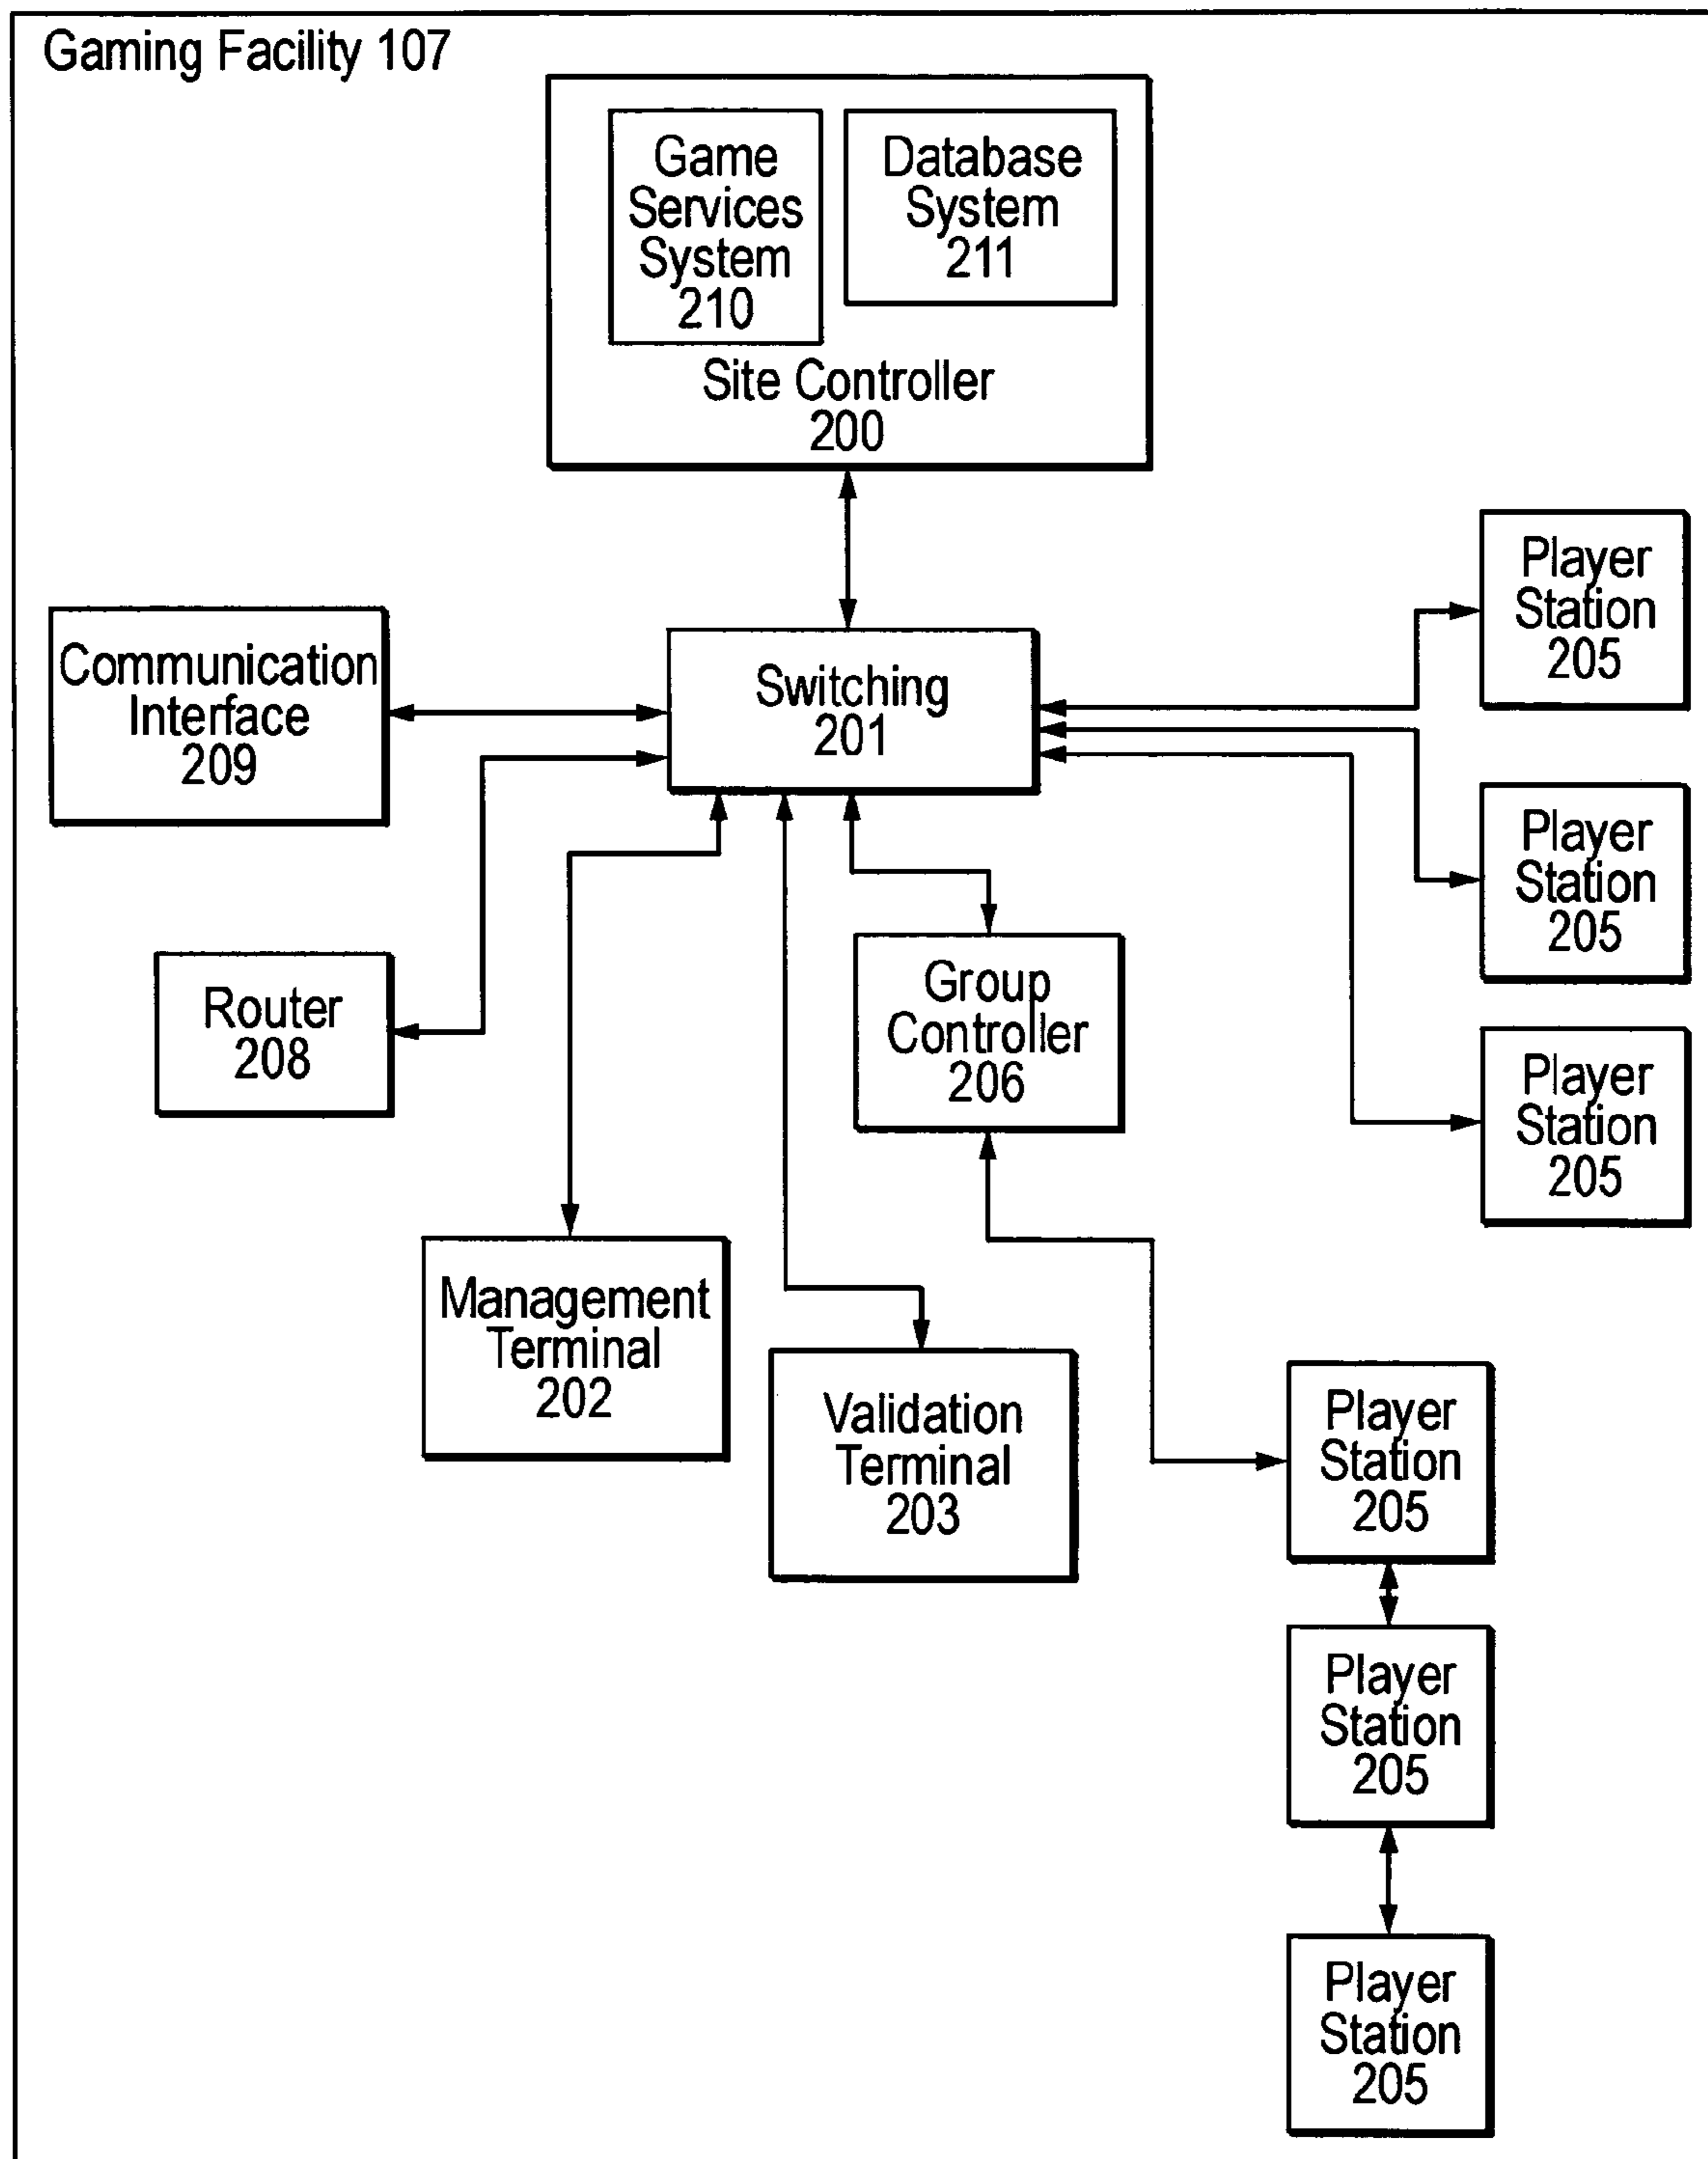 Gaming Facility 107
Game
Services
System
210
Database
System
211
Site Controller
200
Communication
Interface
209
Switching
201
Player
Station
205
Player
Station
205
Router
208
Group
Controller
206
Player
Station
205
Management
Terminal
202
Validation
Terminal
203
Player
Station
205
Player
Station
205
Player
Station
205